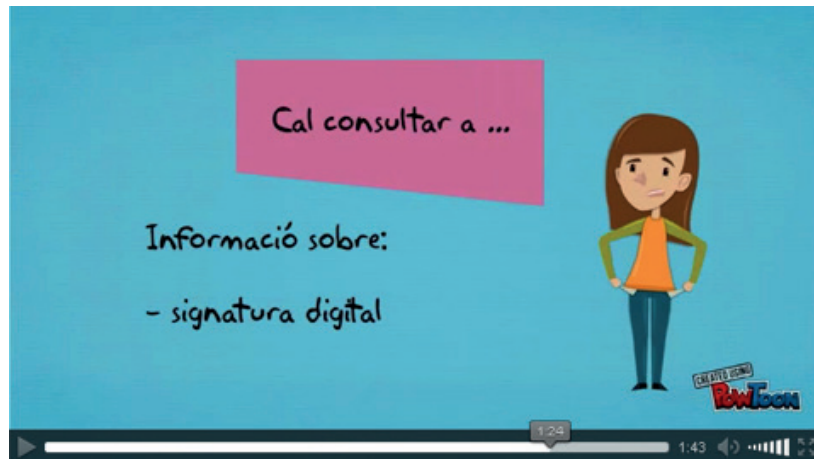 Cal consultar a ...
Informació sobre:
- signatura digital
CREATED USING
POWTOON
1:24
1:43